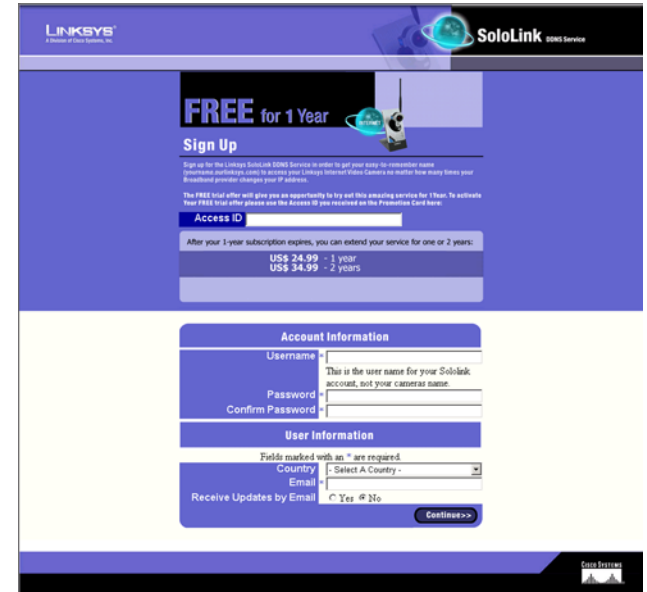 LINKSYS®
A Division of Cisco Systems, Inc.
SoloLink DDNS Service
FREE for 1 Year
INTERNET
Sign Up
Sign up for the Linksys SoloLink DDNS Service in order to get your easy-to-remember name
(yourname.ourlinksys.com) to access your Linksys Internet Video Camera no matter how many times your
Broadband provider changes your IP address.
The FREE trial offer will give you an opportunity to try out this amazing service for 1Year. To activate
Your FREE trial offer please use the Access ID you received on the Promotion Card here:
Access ID
After your 1-year subscription expires, you can extend your service for one or 2 years:
US$ 24.99 - 1 year
US$ 34.99 - 2 years
Account Information
Username *
This is the user name for your Sololink
account, not your cameras name.
Password *
Confirm Password *
User Information
Fields marked with an * are required.
Country - Select A Country -
Email *
Receive Updates by Email Yes No
Continue>>
CISCO SYSTEMS